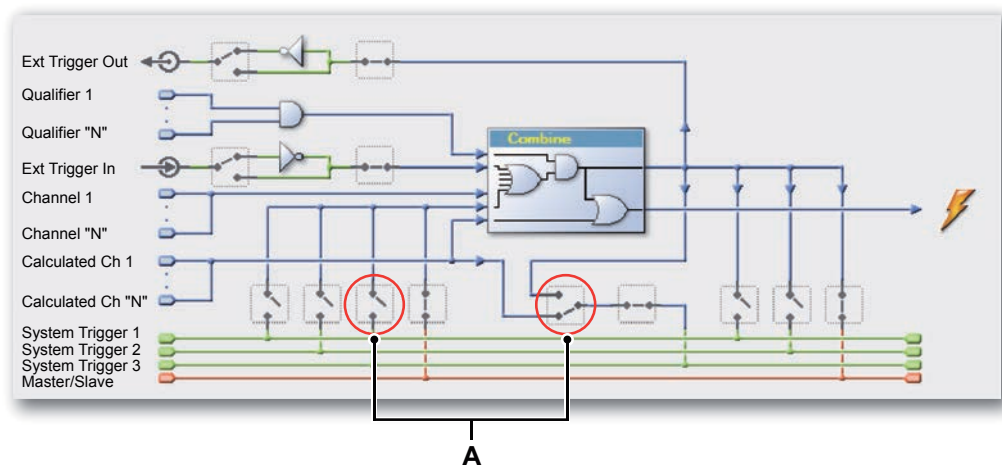 Ext Trigger Out
Qualifier 1
Qualifier "N"
Ext Trigger In
Channel 1
Channel "N"
Calculated Ch 1
Calculated Ch "N"
System Trigger 1
System Trigger 2
System Trigger 3
Master/Slave
Combine
A